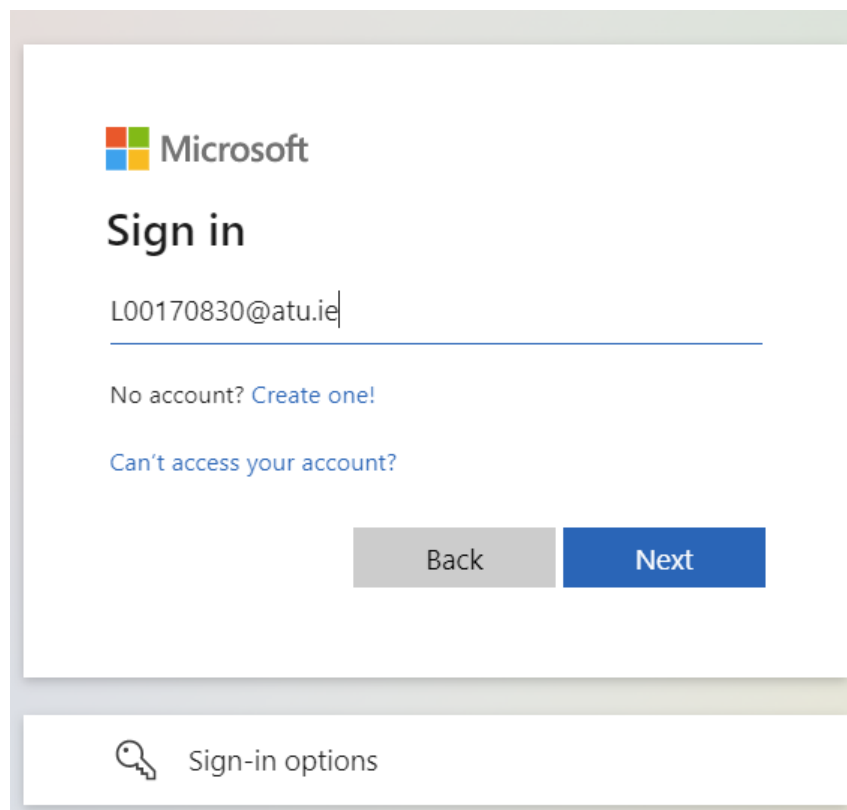 Microsoft
Sign in
L00170830@atu.ie
No account? Create one!
Can't access your account?
Back
Next
Sign-in options